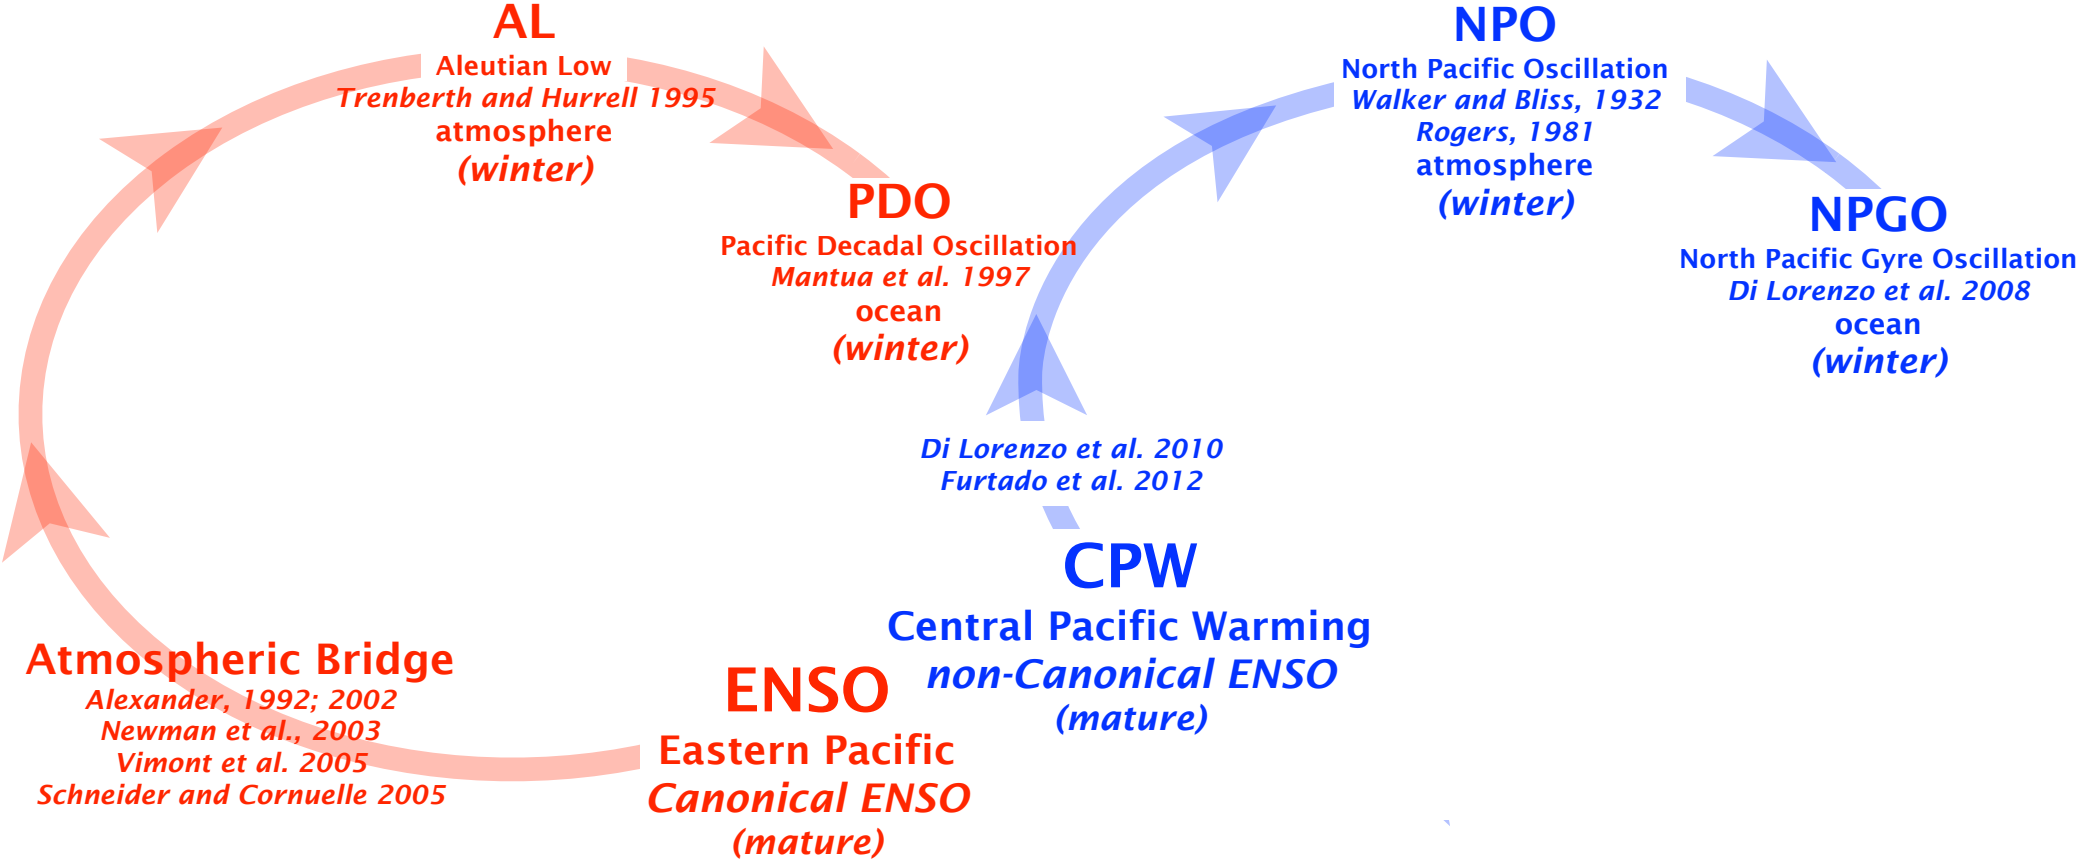 AL
Aleutian Low
Trenberth and Hurrell 1995
atmosphere
(winter)
PDO
Pacific Decadal Oscillation
Mantua et al. 1997
ocean
(winter)
Atmospheric Bridge
Alexander, 1992; 2002
Newman et al., 2003
Vimont et al. 2005
Schneider and Cornuelle 2005
ENSO
Eastern Pacific
Canonical ENSO
(mature)
NPO
North Pacific Oscillation
Walker and Bliss, 1932
Rogers, 1981
atmosphere
(winter)
NPGO
North Pacific Gyre Oscillation
Di Lorenzo et al. 2008
ocean
(winter)
Di Lorenzo et al. 2010
Furtado et al. 2012
CPW
Central Pacific Warming
non-Canonical ENSO
(mature)